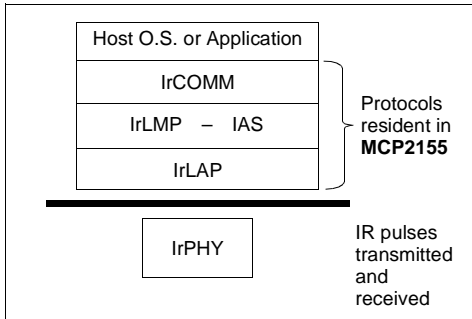 Host O.S. or Application
IrCOMM
IrLMP – IAS
IrLAP
Protocols
resident in
MCP2155
IrPHY
IR pulses
transmitted
and
received